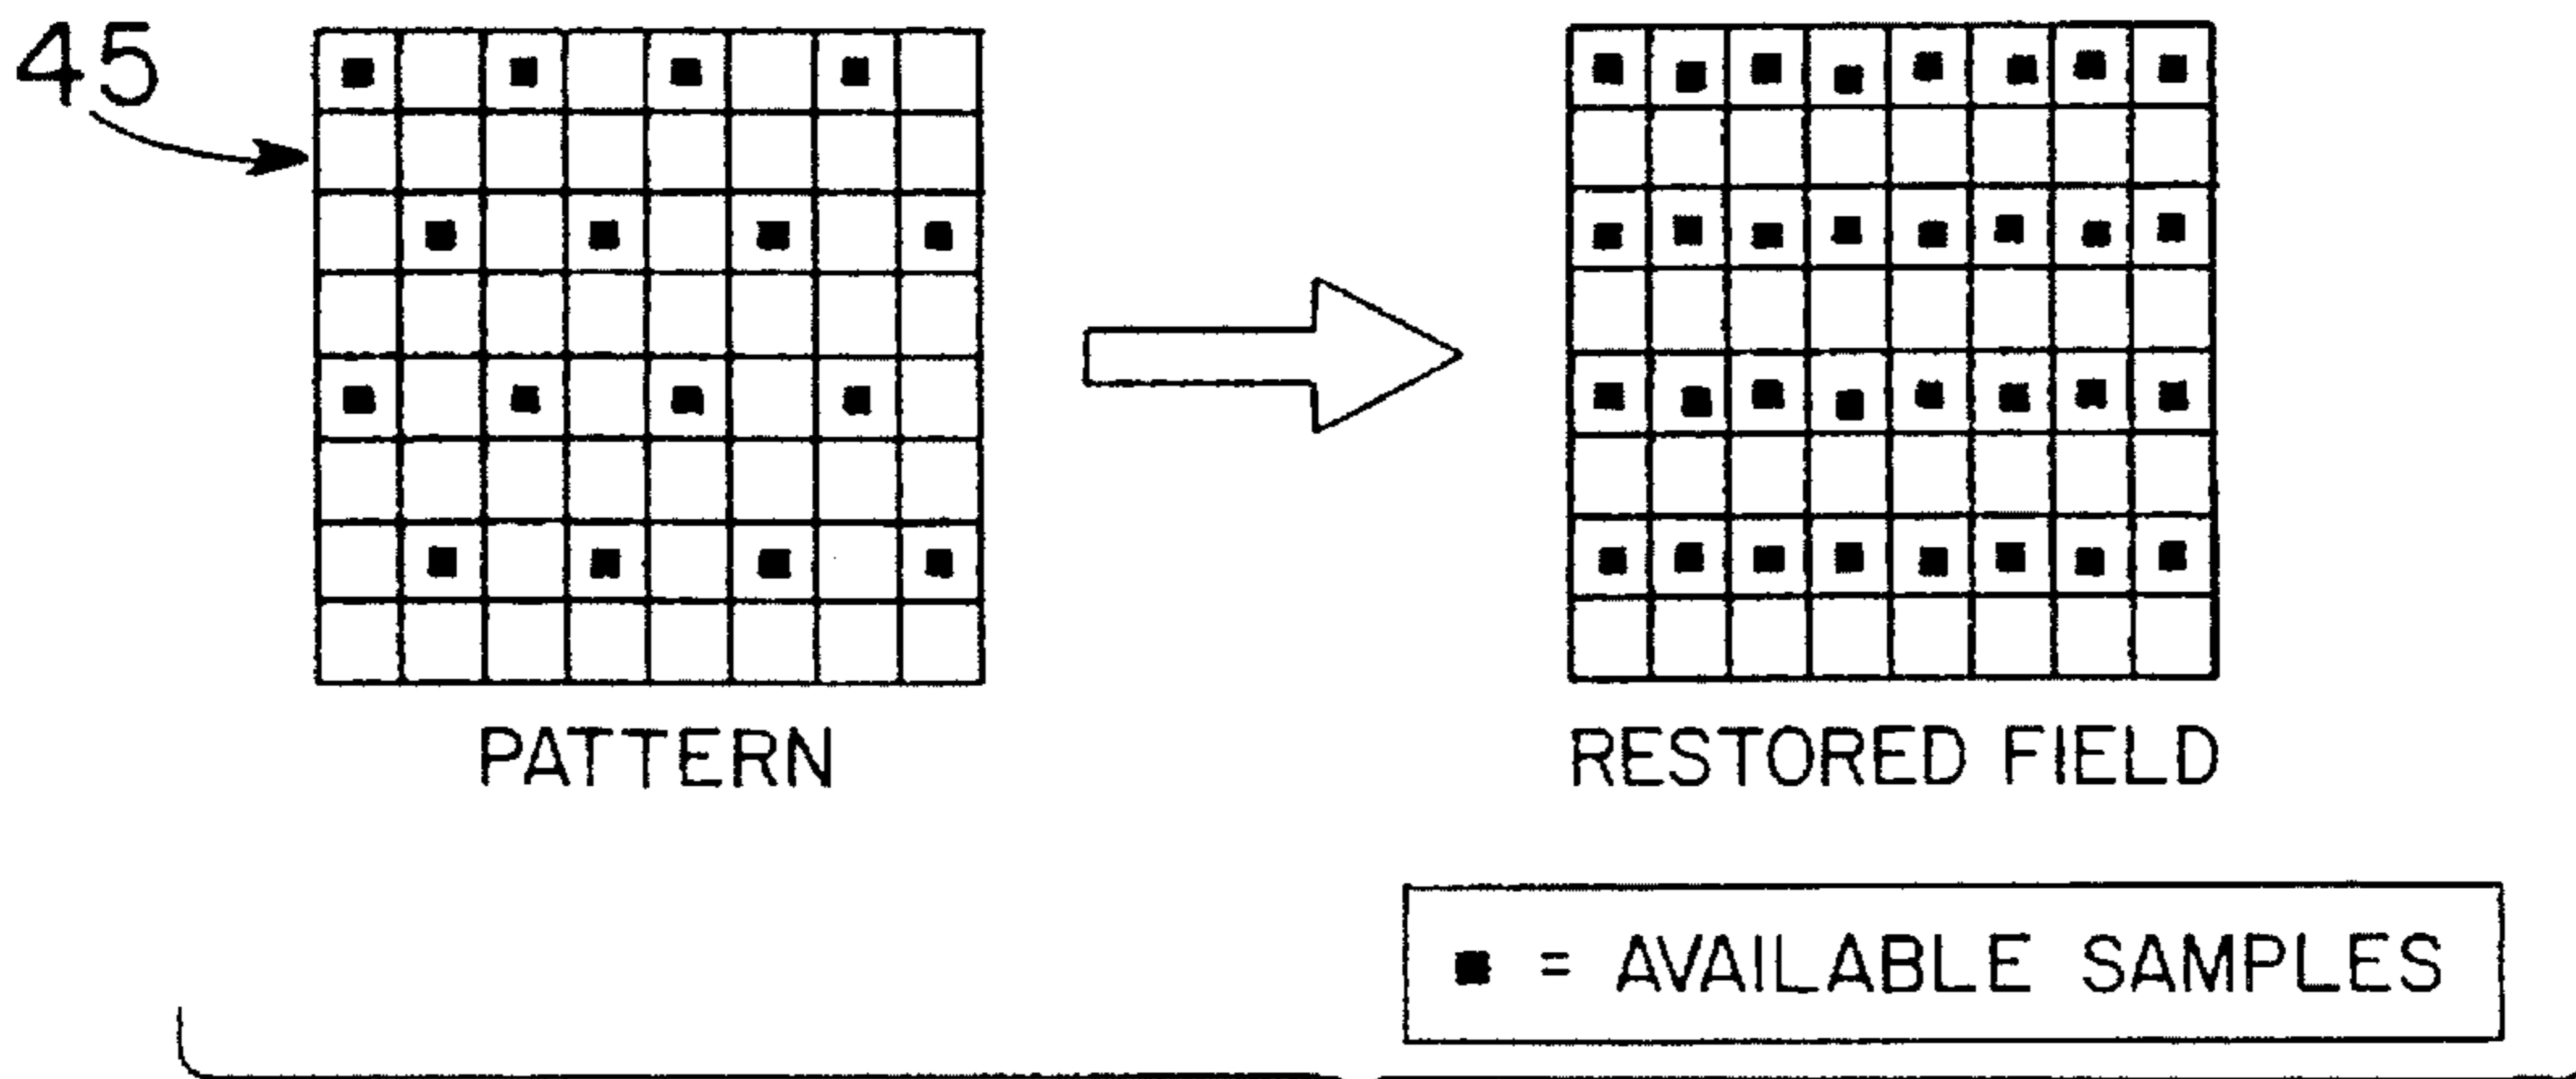 45
PATTERN
RESTORED FIELD
■ = AVAILABLE SAMPLES